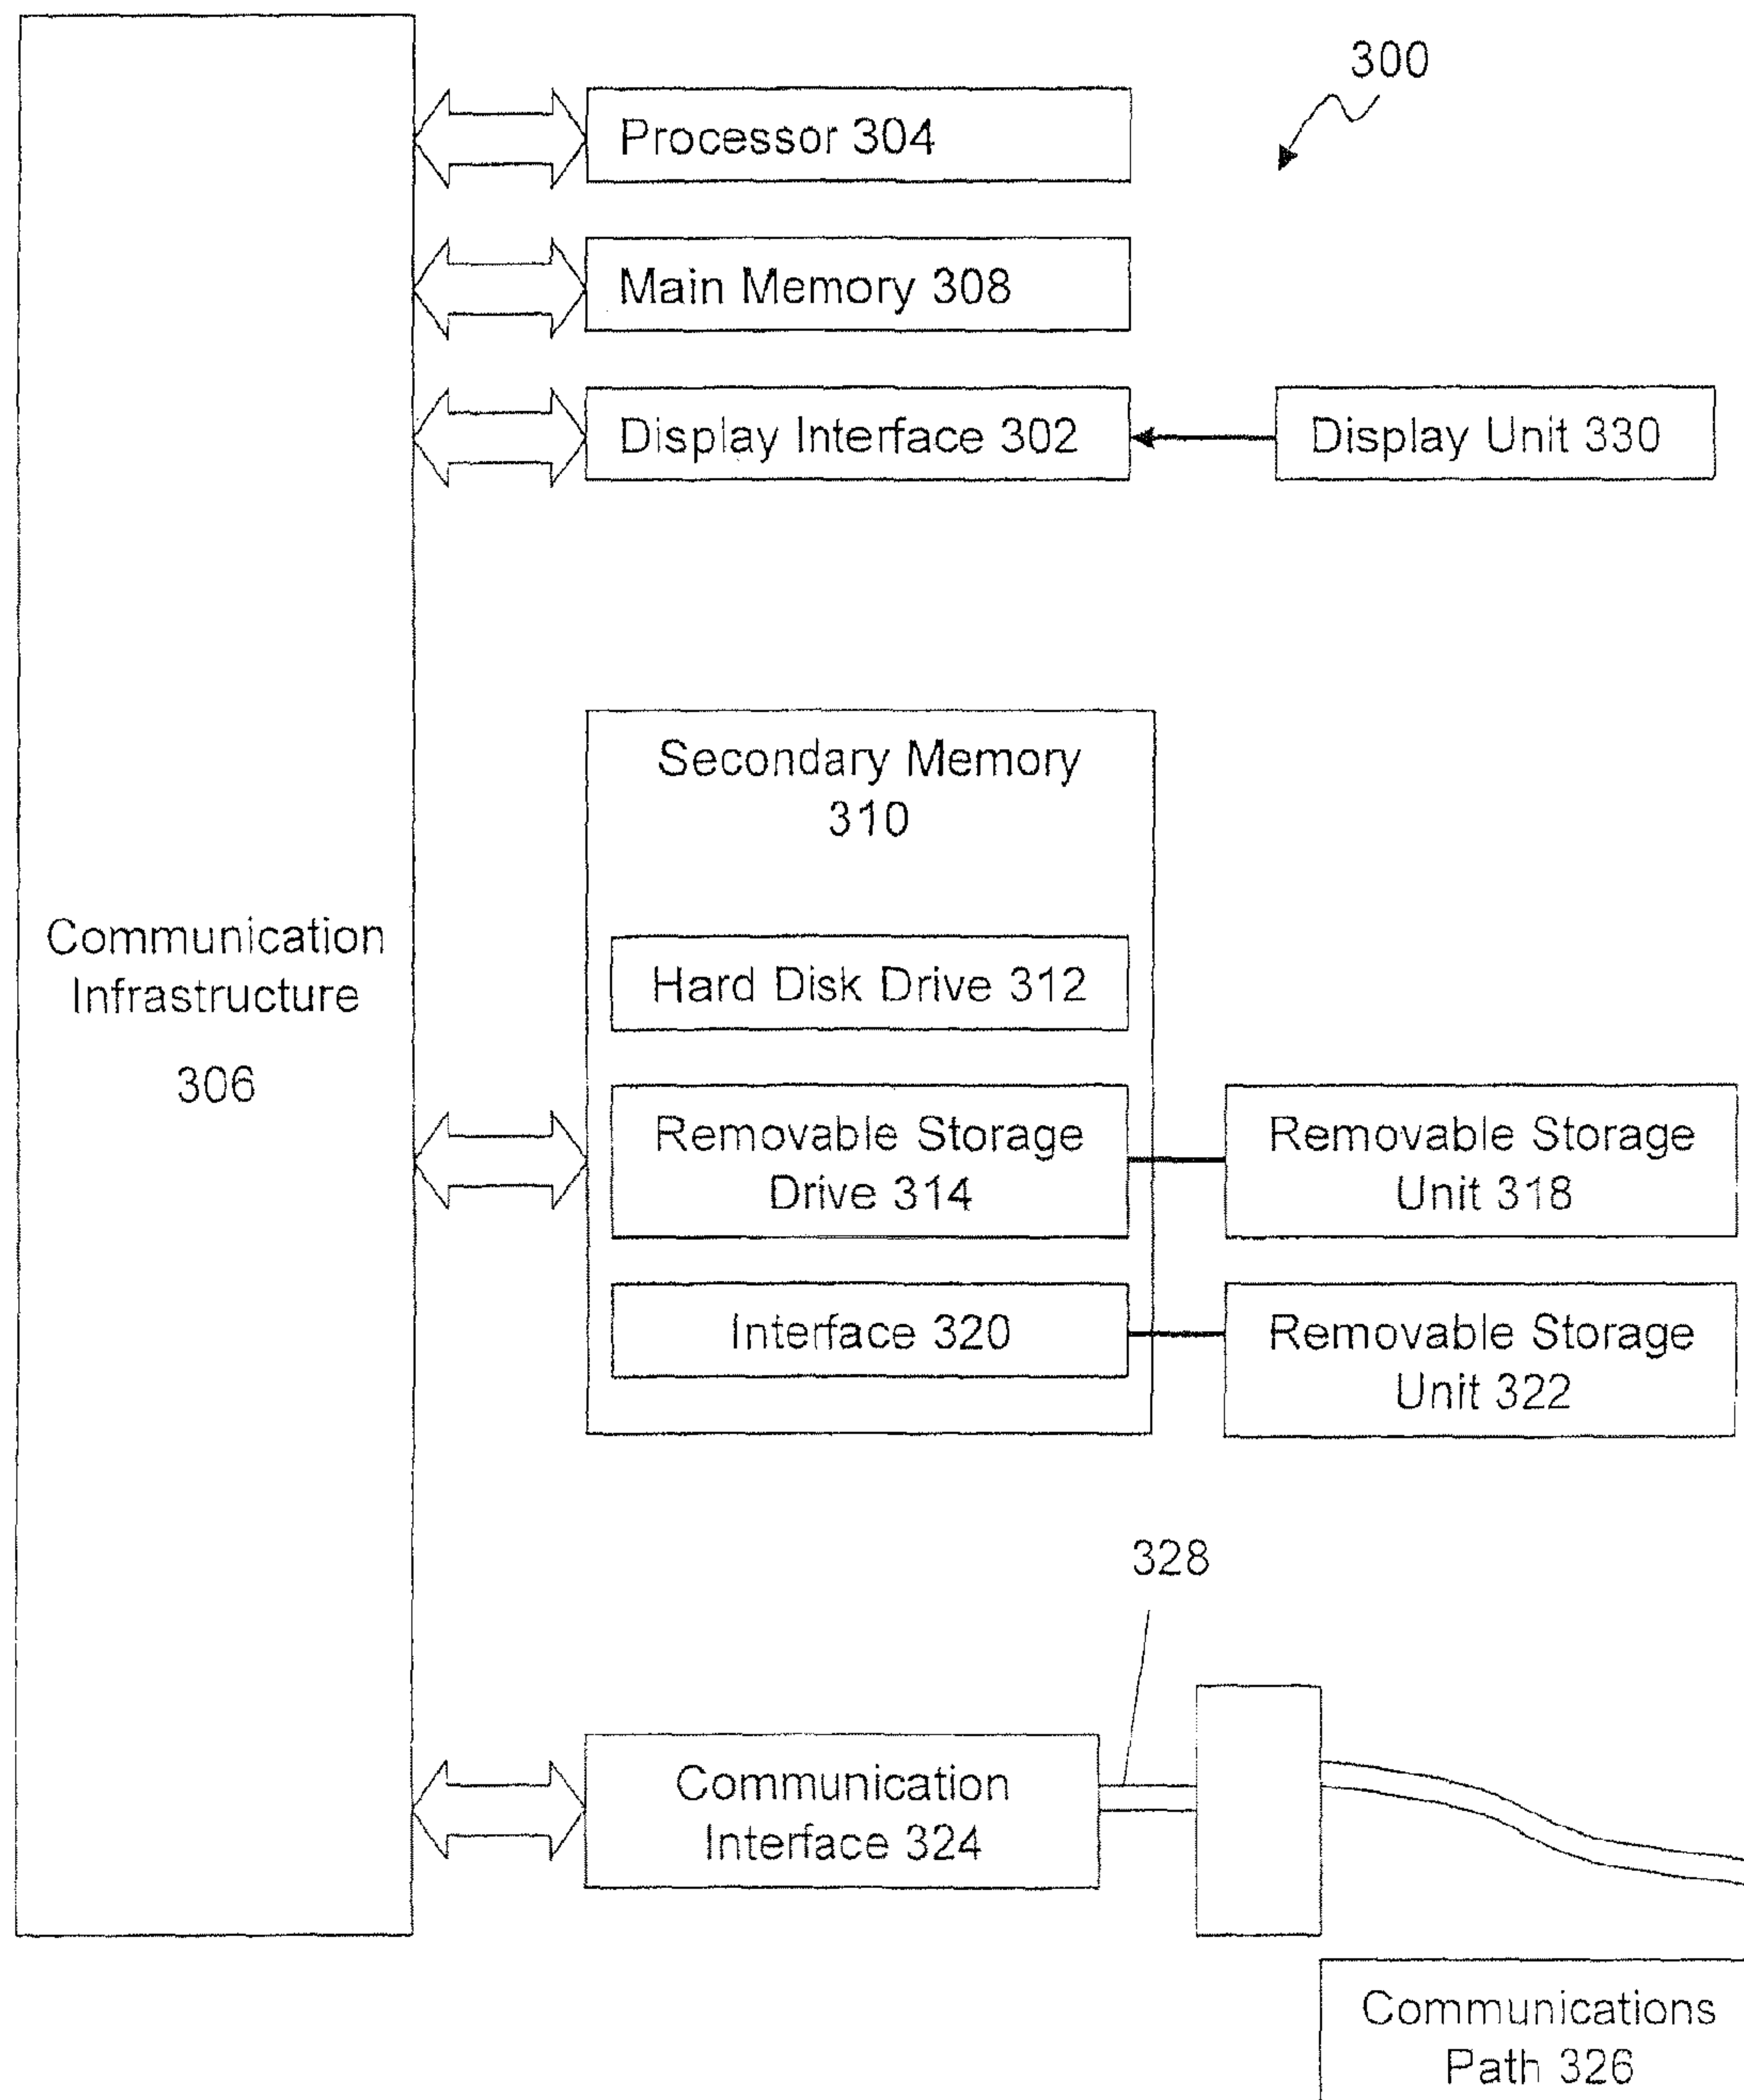 300
Processor 304
Main Memory 308
Display Interface 302
Display Unit 330
Secondary Memory
310
Communication
Infrastructure
306
Hard Disk Drive 312
Removable Storage
Drive 314
Removable Storage
Unit 318
Interface 320
Removable Storage
Unit 322
328
Communication
Interface 324
Communications
Path 326